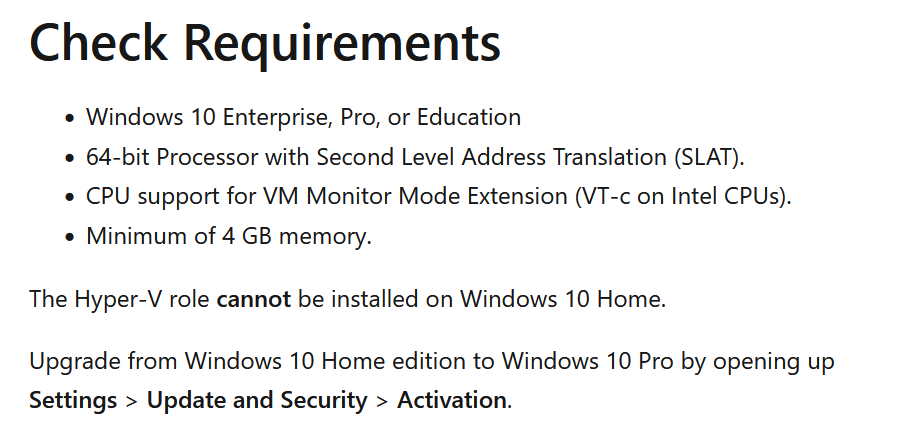 Check Requirements
• Windows 10 Enterprise, Pro, or Education
• 64-bit Processor with Second Level Address Translation (SLAT).
• CPU support for VM Monitor Mode Extension (VT-c on Intel CPUs).
• Minimum of 4 GB memory.
The Hyper-V role cannot be installed on Windows 10 Home.
Upgrade from Windows 10 Home edition to Windows 10 Pro by opening up
Settings > Update and Security > Activation.